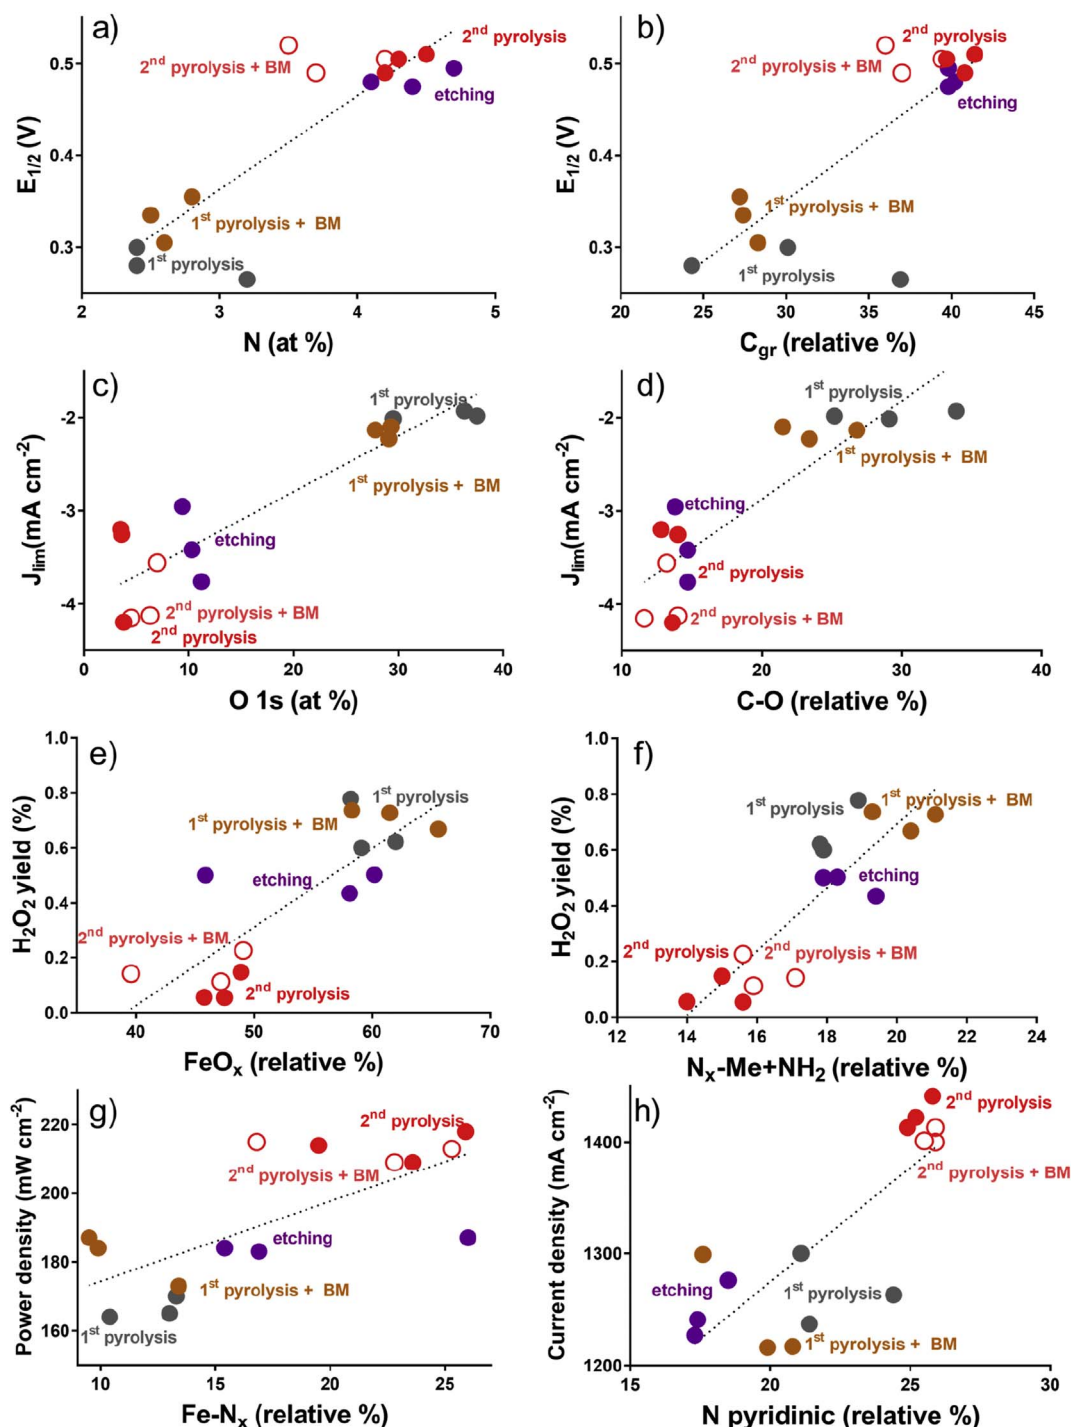 a)
2nd pyrolysis
2nd pyrolysis + BM
etching
1st pyrolysis + BM
1st pyrolysis
0.5
0.4
0.3
E1/2 (V)
2 3 4 5
N (at %)
b)
2nd pyrolysis
2nd pyrolysis + BM
etching
1st pyrolysis + BM
1st pyrolysis
0.5
0.4
0.3
E1/2 (V)
20 25 30 35 40 45
Cgr (relative %)
c)
1st pyrolysis
1st pyrolysis + BM
etching
2nd pyrolysis + BM
2nd pyrolysis
-2
-3
-4
Jlim(mA cm-2)
0 10 20 30 40
O 1s (at %)
d)
1st pyrolysis
1st pyrolysis + BM
etching
2nd pyrolysis
2nd pyrolysis + BM
-2
-3
-4
Jlim(mA cm-2)
10 20 30 40
C-O (relative %)
e)
1st pyrolysis
1st pyrolysis + BM
etching
2nd pyrolysis + BM
2nd pyrolysis
1.0
0.8
0.6
0.4
0.2
0.0
H2O2 yield (%)
40 50 60 70
FeOx (relative %)
f)
1st pyrolysis + BM
1st pyrolysis
etching
2nd pyrolysis
2nd pyrolysis + BM
1.0
0.8
0.6
0.4
0.2
0.0
H2O2 yield (%)
12 14 16 18 20 22 24
Nx-Me+NH2 (relative %)
g)
2nd pyrolysis
2nd pyrolysis + BM
etching
1st pyrolysis + BM
1st pyrolysis
220
200
180
160
Power density (mW cm-2)
10 15 20 25
Fe-Nx (relative %)
h)
2nd pyrolysis
2nd pyrolysis + BM
etching
1st pyrolysis
1st pyrolysis + BM
1400
1300
1200
Current density (mA cm-2)
15 20 25 30
N pyridinic (relative %)